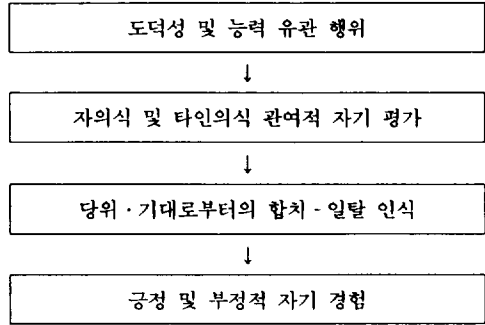 도덕성 및 능력 유관 행위
↓
자의식 및 타인의식 관여적 자기 평가
↓
당위·기대로부터의 합치 - 일탈 인식
↓
긍정 및 부정적 자기 경험